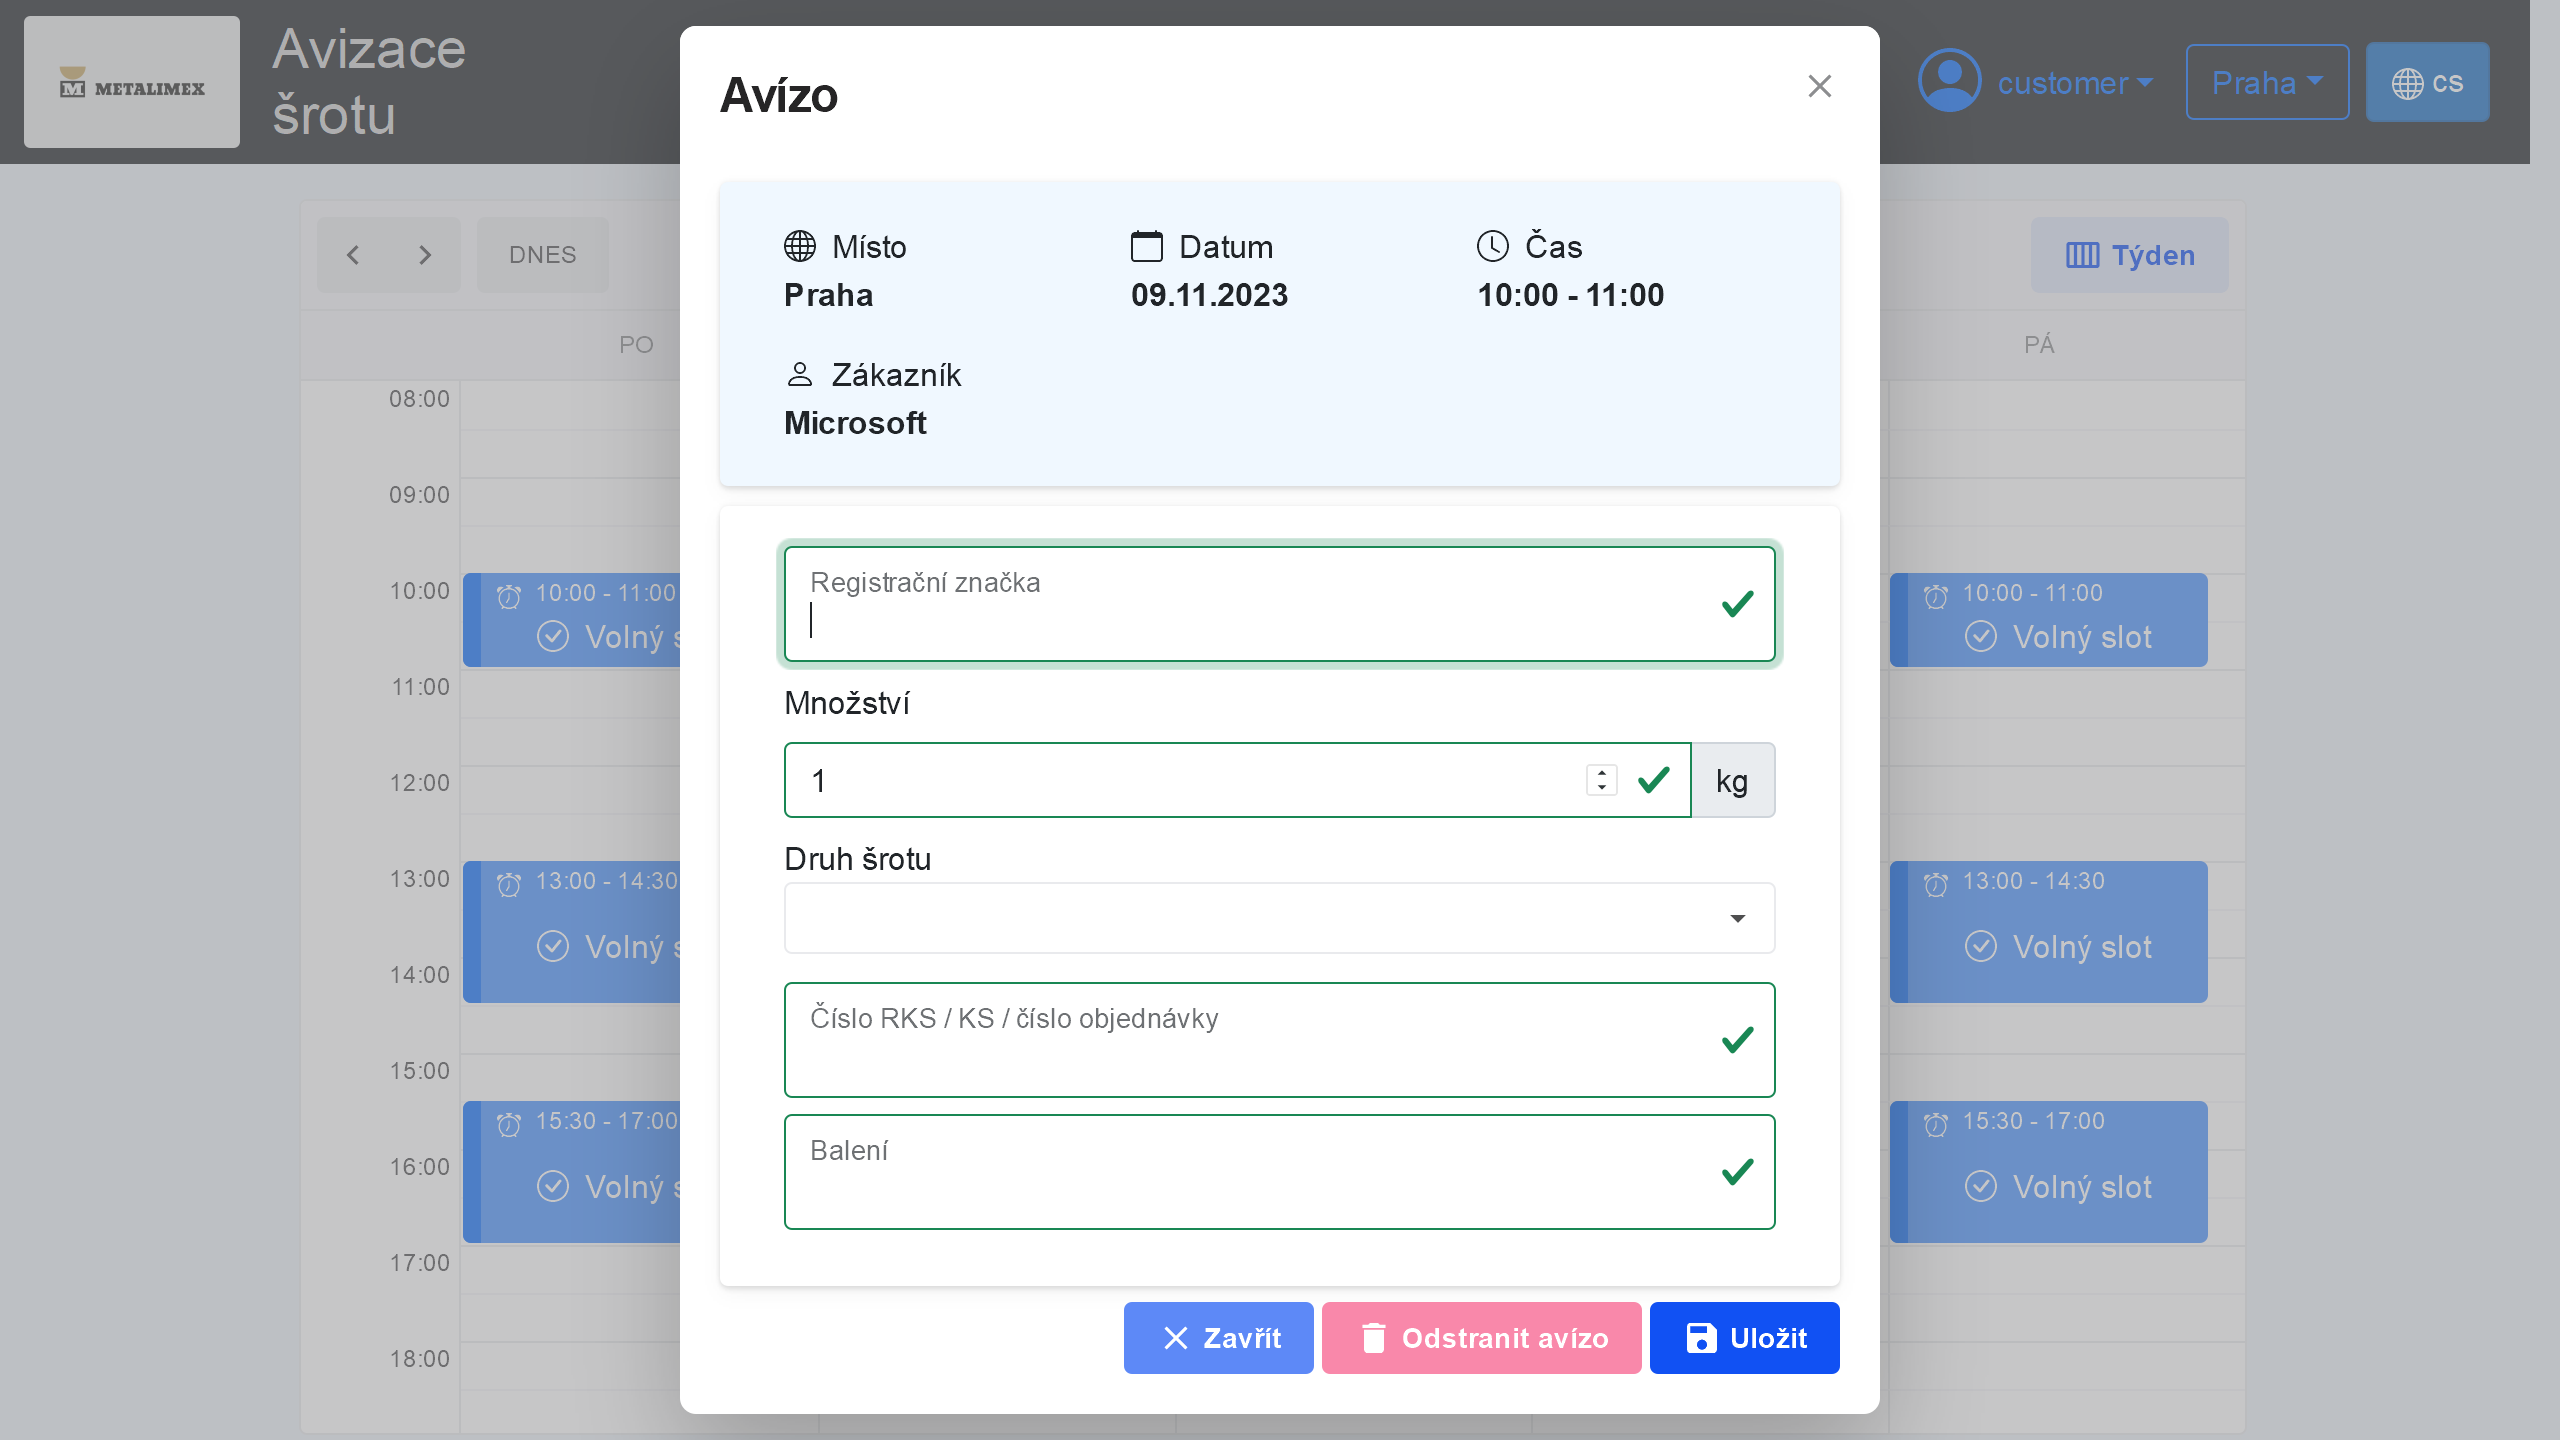 METALIMEX
Avizace
šrotu
customer
Praha
cs
DNES
Týden
PO
PÁ
08:00
09:00
10:00
11:00
12:00
13:00
14:00
15:00
16:00
17:00
18:00
10:00 - 11:00
Volný s
13:00 - 14:30
Volný s
15:30 - 17:00
Volný s
Avízo
Místo
Praha
Datum
09.11.2023
Čas
10:00 - 11:00
Zákazník
Microsoft
Registrační značka
Množství
1
kg
Druh šrotu
Číslo RKS / KS / číslo objednávky
Balení
Zavřít
Odstranit avízo
Uložit
10:00 - 11:00
Volný slot
13:00 - 14:30
Volný slot
15:30 - 17:00
Volný slot